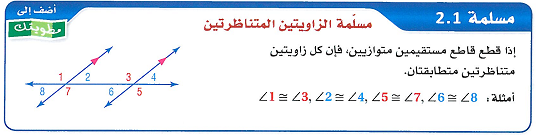 مسلمة 2.1
مسلّمة الزاويتين المتناظرتين
أضف إلى
مطويتك
إذا قطع قاطع مستقيمين متوازيين، فإن كل زاويتين
متناظرتين متطابقتان.
أمثلة: ∠1 ≅ ∠3, ∠2 ≅ ∠4, ∠5 ≅ ∠7, ∠6 ≅ ∠8
1 2 3 4
8 7 6 5